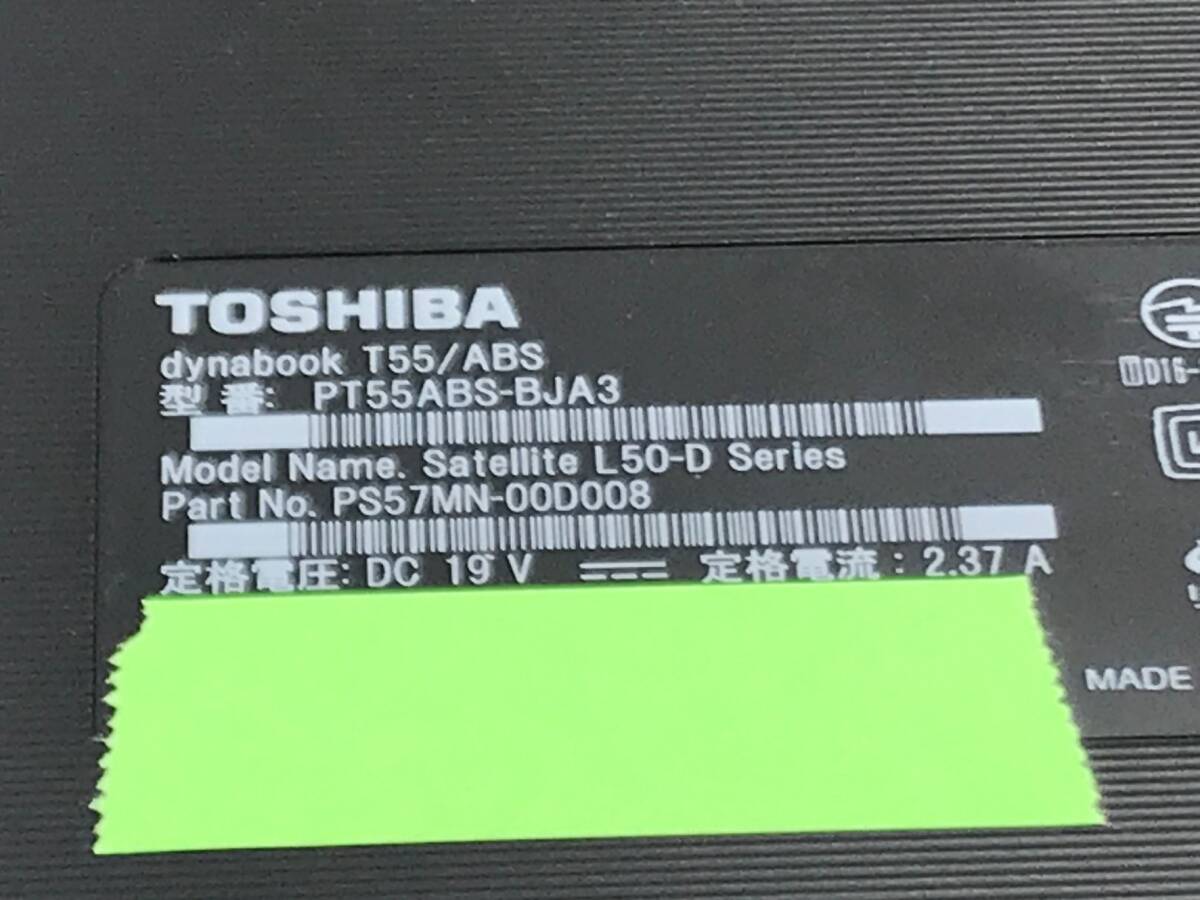 TOSHIBA
dynabook T55/ABS
型 番: PT55ABS-BJA3
Model Name. Satellite L50-D Series
Part No. PS57MN-00D008
定格電圧: DC 19 V 定格電流: 2.37 A
D16-
MADE